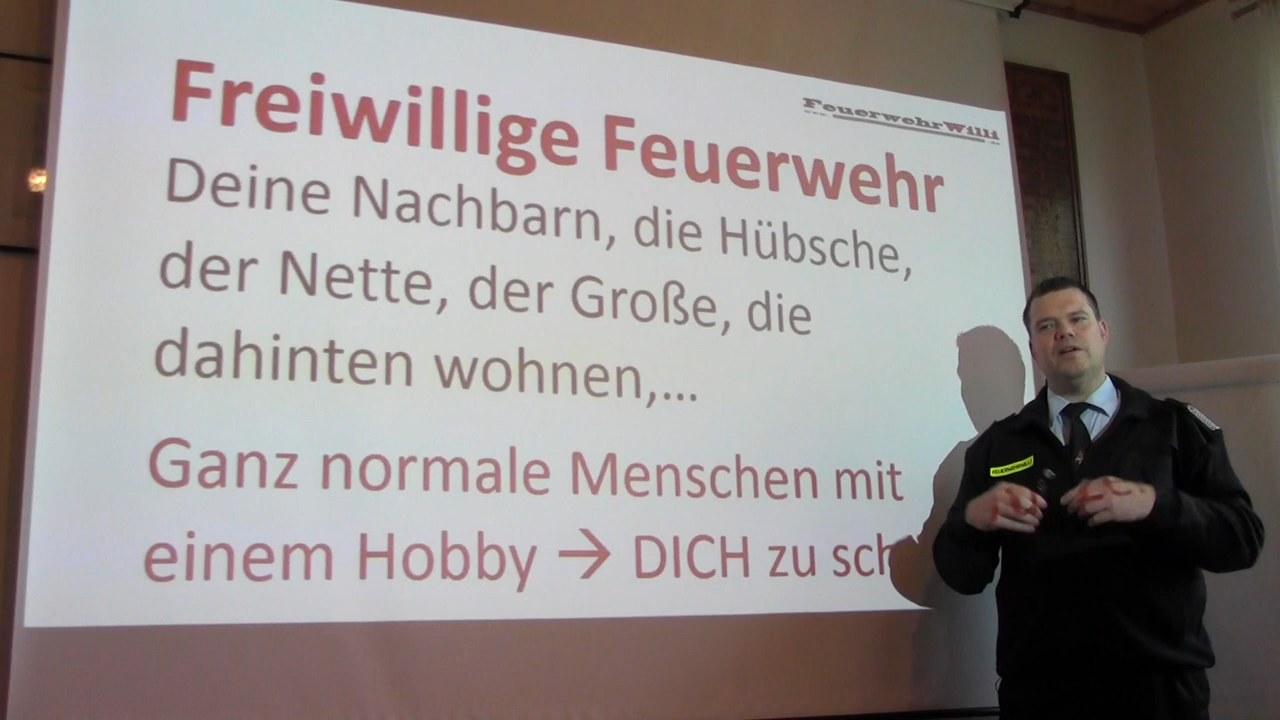 FeuerwehrWilli
Freiwillige Feuerwehr
Deine Nachbarn, die Hübsche,
der Nette, der Große, die
dahinten wohnen,...
Ganz normale Menschen mit
einem Hobby → DICH zu sch
FEUERWEHRWILLI